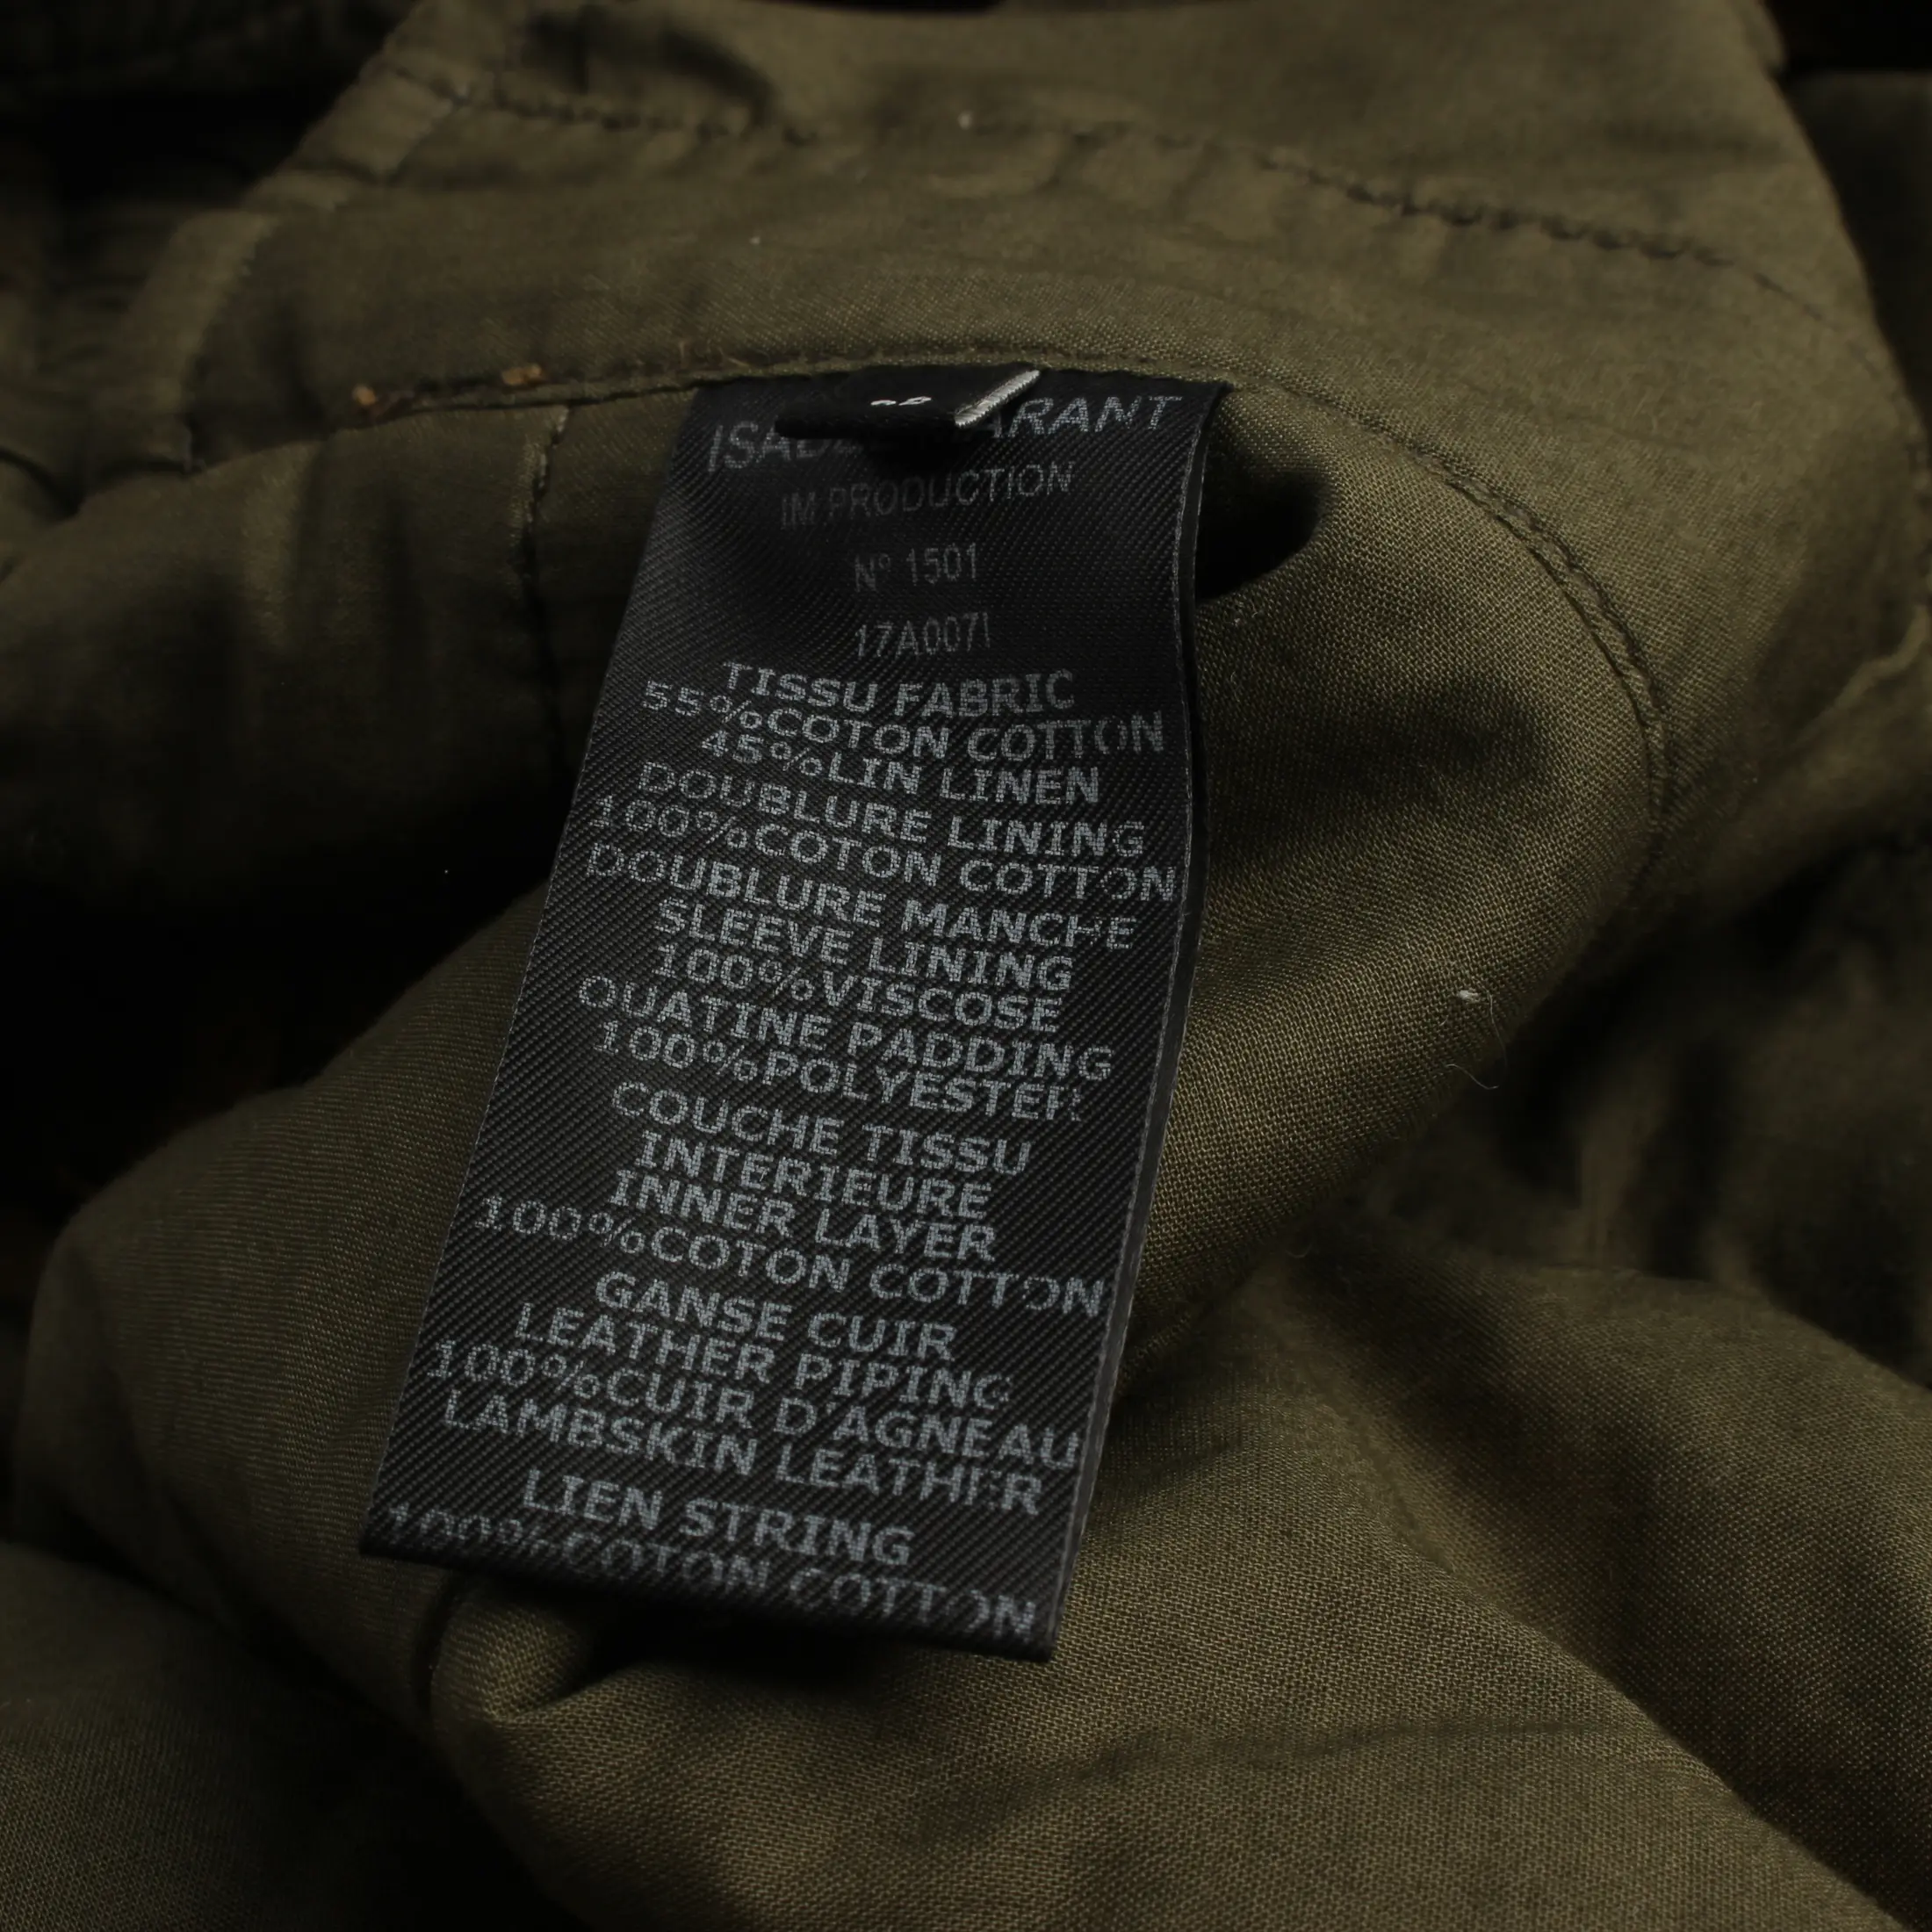 ISABEL MARANT
IM PRODUCTION
Nº 1501
17A007I
TISSU FABRIC
55%COTON COTTON
45%LIN LINEN
DOUBLURE LINING
100%COTON COTTON
DOUBLURE MANCHE
SLEEVE LINING
100%VISCOSE
OUATINE PADDING
100%POLYESTER
COUCHE TISSU
INTERIEURE
INNER LAYER
100%COTON COTTON
GANSE CUIR
LEATHER PIPING
100%CUIR D'AGNEAU
LAMBSKIN LEATHER
LIEN STRING
100%COTON COTTON